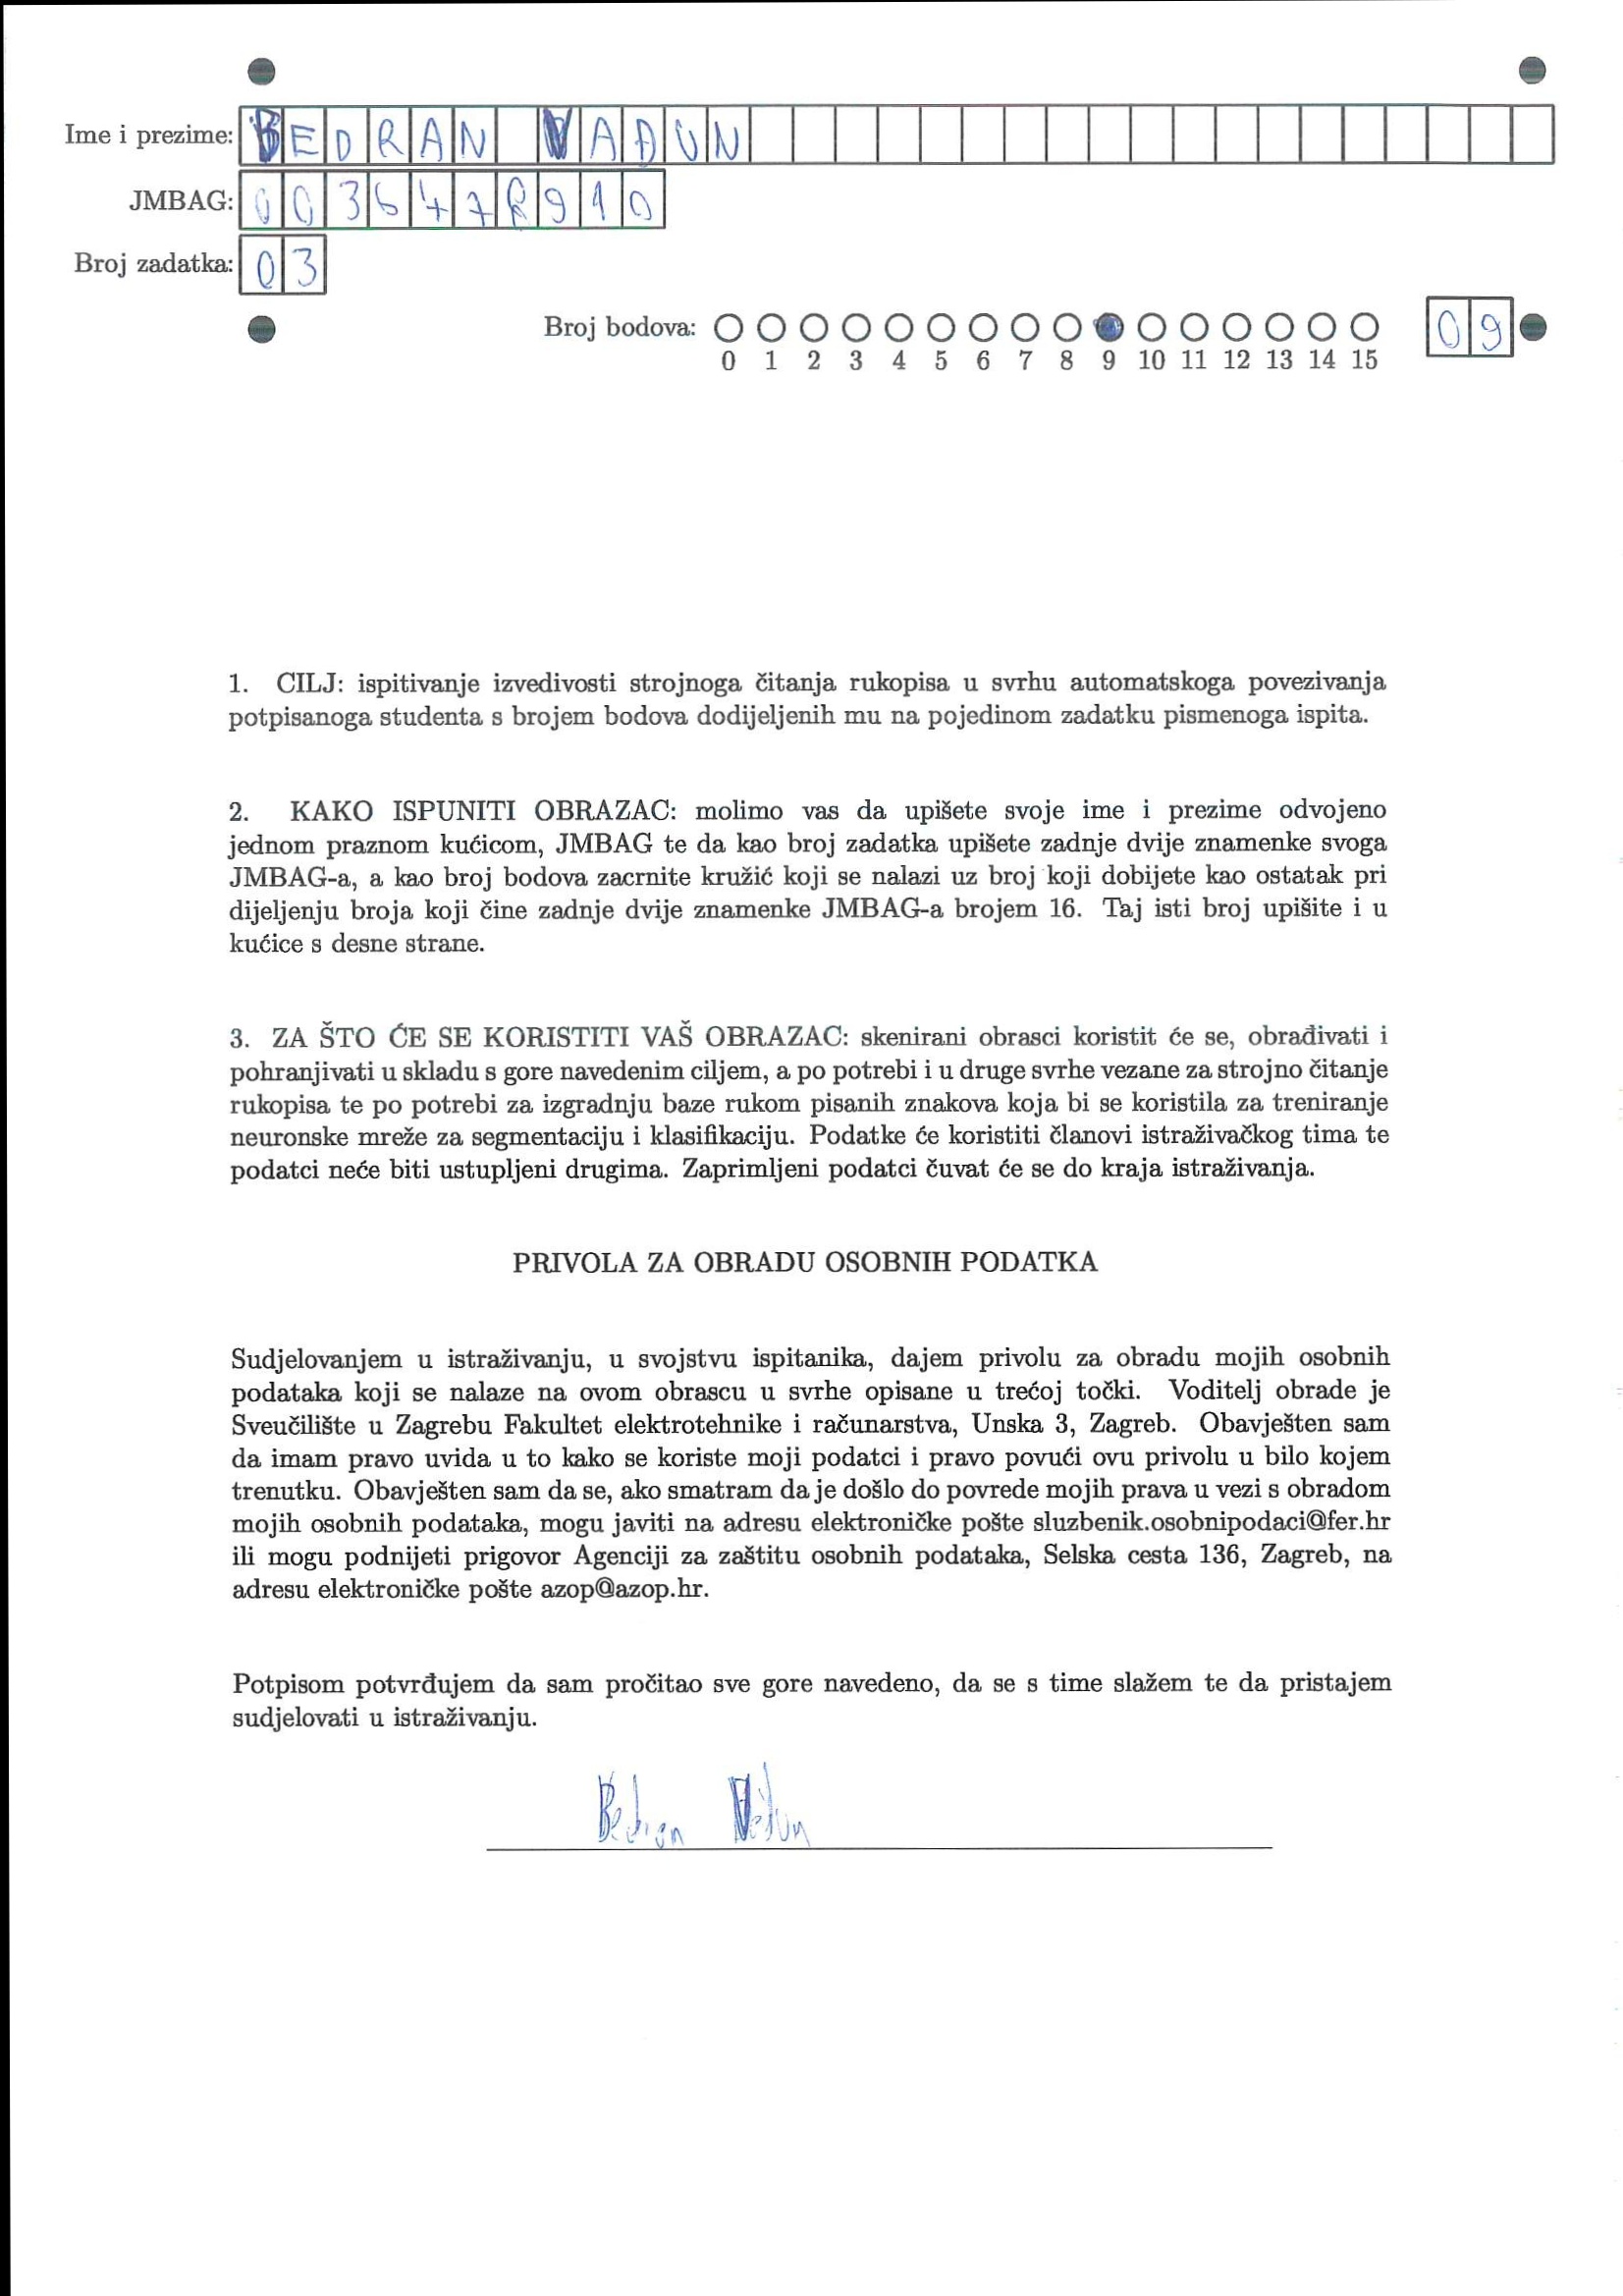 Ime i prezime: BEDRAN VAĐUN
JMBAG: 0036478910
Broj zadatka: 03
Broj bodova: 09
0 1 2 3 4 5 6 7 8 9 10 11 12 13 14 15
1. CILJ: ispitivanje izvedivosti strojnoga čitanja rukopisa u svrhu automatskoga povezivanja
potpisanoga studenta s brojem bodova dodijeljenih mu na pojedinom zadatku pismenoga ispita.
2. KAKO ISPUNITI OBRAZAC: molimo vas da upišete svoje ime i prezime odvojeno
jednom praznom kućicom, JMBAG te da kao broj zadatka upišete zadnje dvije znamenke svoga
JMBAG-a, a kao broj bodova zacrnite kružić koji se nalazi uz broj koji dobijete kao ostatak pri
dijeljenju broja koji čine zadnje dvije znamenke JMBAG-a brojem 16. Taj isti broj upišite i u
kućice s desne strane.
3. ZA ŠTO ĆE SE KORISTITI VAŠ OBRAZAC: skenirani obrasci koristit će se, obrađivati i
pohranjivati u skladu s gore navedenim ciljem, a po potrebi i u druge svrhe vezane za strojno čitanje
rukopisa te po potrebi za izgradnju baze rukom pisanih znakova koja bi se koristila za treniranje
neuronske mreže za segmentaciju i klasifikaciju. Podatke će koristiti članovi istraživačkog tima te
podatci neće biti ustupljeni drugima. Zaprimljeni podatci čuvat će se do kraja istraživanja.
PRIVOLA ZA OBRADU OSOBNIH PODATKA
Sudjelovanjem u istraživanju, u svojstvu ispitanika, dajem privolu za obradu mojih osobnih
podataka koji se nalaze na ovom obrascu u svrhe opisane u trećoj točki. Voditelj obrade je
Sveučilište u Zagrebu Fakultet elektrotehnike i računarstva, Unska 3, Zagreb. Obavješten sam
da imam pravo uvida u to kako se koriste moji podatci i pravo povući ovu privolu u bilo kojem
trenutku. Obavješten sam da se, ako smatram da je došlo do povrede mojih prava u vezi s obradom
mojih osobnih podataka, mogu javiti na adresu elektroničke pošte sluzbenik.osobnipodaci@fer.hr
ili mogu podnijeti prigovor Agenciji za zaštitu osobnih podataka, Selska cesta 136, Zagreb, na
adresu elektroničke pošte azop@azop.hr.
Potpisom potvrđujem da sam pročitao sve gore navedeno, da se s time slažem te da pristajem
sudjelovati u istraživanju.
Bedran Vađun